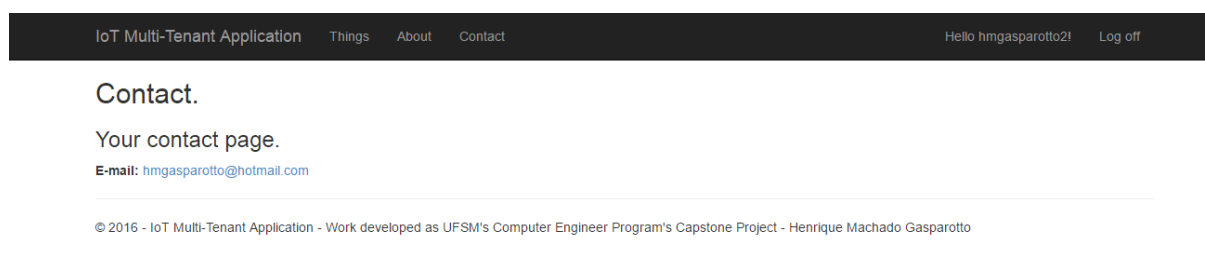 IoT Multi-Tenant Application Things About Contact Hello hmgasparotto2! Log off
Contact.
Your contact page.
E-mail: hmgasparotto@hotmail.com
© 2016 - IoT Multi-Tenant Application - Work developed as UFSM's Computer Engineer Program's Capstone Project - Henrique Machado Gasparotto